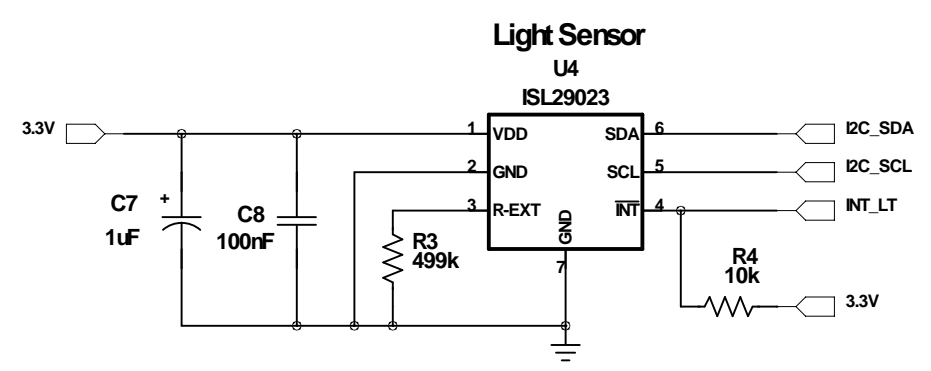 Light Sensor
U4
ISL29023
3.3V
1
VDD
SDA
6
I2C_SDA
2
GND
SCL
5
I2C_SCL
C7
+
1uF
C8
100nF
3
R-EXT
INT
4
INT_LT
GND
7
R3
499k
R4
10k
3.3V